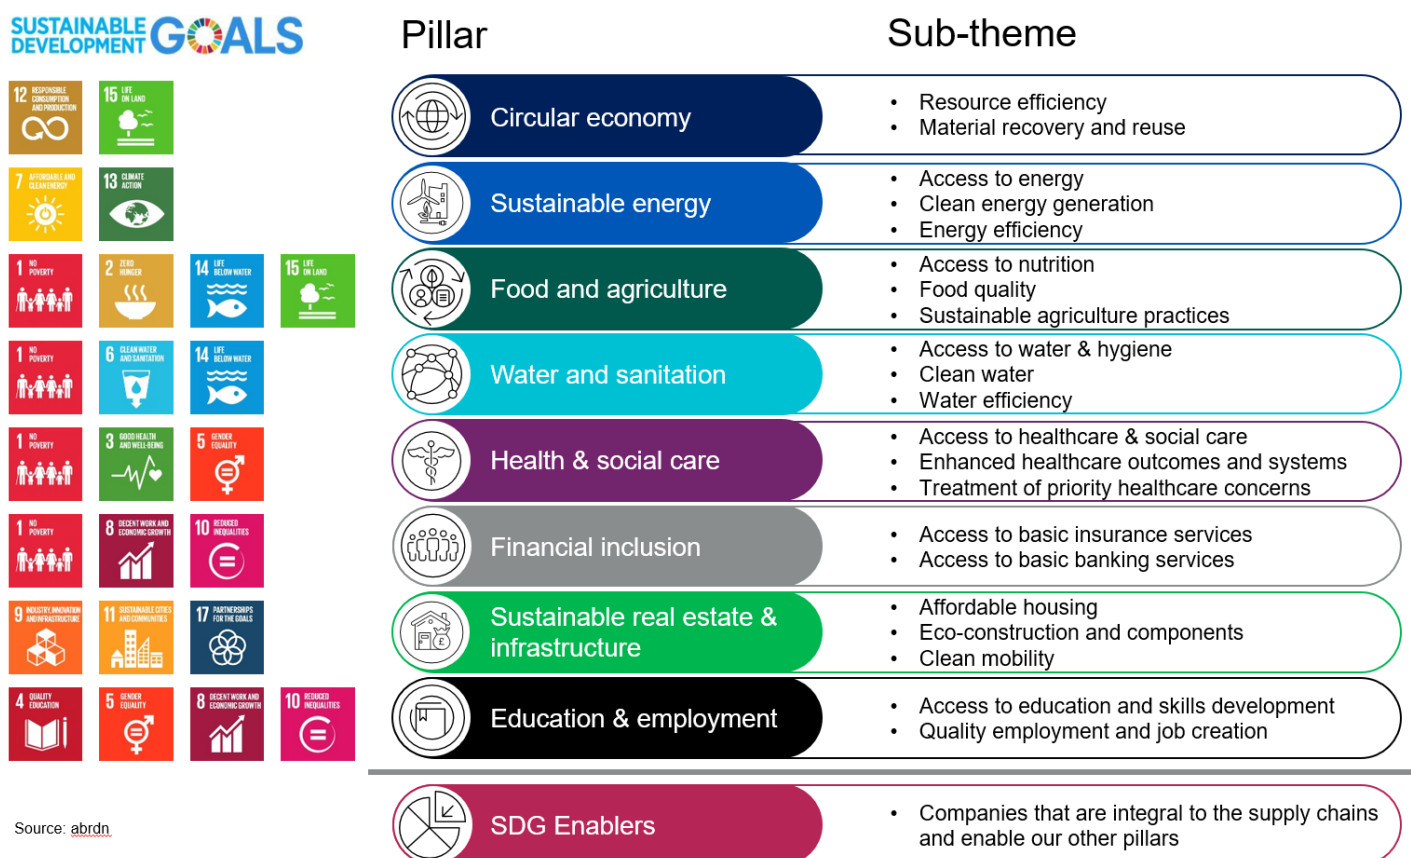 SUSTAINABLE
DEVELOPMENT GOALS
Pillar
Sub-theme
12 RESPONSIBLE
CONSUMPTION
AND PRODUCTION
15 LIFE
ON LAND
Circular economy
• Resource efficiency
• Material recovery and reuse
7 AFFORDABLE AND
CLEAN ENERGY
13 CLIMATE
ACTION
Sustainable energy
• Access to energy
• Clean energy generation
• Energy efficiency
1 NO
POVERTY
2 ZERO
HUNGER
14 LIFE
BELOW WATER
15 LIFE
ON LAND
Food and agriculture
• Access to nutrition
• Food quality
• Sustainable agriculture practices
1 NO
POVERTY
6 CLEAN WATER
AND SANITATION
14 LIFE
BELOW WATER
Water and sanitation
• Access to water & hygiene
• Clean water
• Water efficiency
1 NO
POVERTY
3 GOOD HEALTH
AND WELL-BEING
5 GENDER
EQUALITY
Health & social care
• Access to healthcare & social care
• Enhanced healthcare outcomes and systems
• Treatment of priority healthcare concerns
1 NO
POVERTY
8 DECENT WORK AND
ECONOMIC GROWTH
10 REDUCED
INEQUALITIES
Financial inclusion
• Access to basic insurance services
• Access to basic banking services
9 INDUSTRY, INNOVATION
AND INFRASTRUCTURE
11 SUSTAINABLE CITIES
AND COMMUNITIES
17 PARTNERSHIPS
FOR THE GOALS
Sustainable real estate &
infrastructure
£
• Affordable housing
• Eco-construction and components
• Clean mobility
4 QUALITY
EDUCATION
5 GENDER
EQUALITY
8 DECENT WORK AND
ECONOMIC GROWTH
10 REDUCED
INEQUALITIES
Education & employment
• Access to education and skills development
• Quality employment and job creation
Source: abrdn
SDG Enablers
• Companies that are integral to the supply chains
and enable our other pillars